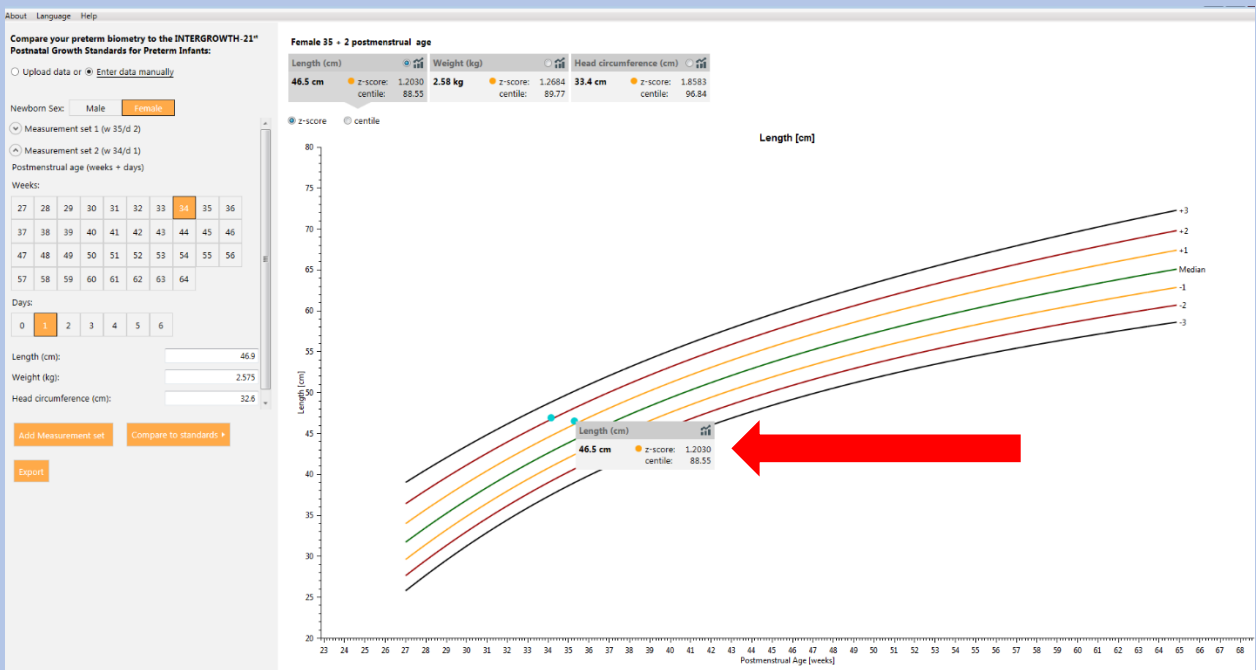 About Language Help
Compare your preterm biometry to the INTERGROWTH-21st
Postnatal Growth Standards for Preterm Infants:
Upload data or Enter data manually
Newborn Sex: Male Female
Measurement set 1 (w 35/d 2)
Measurement set 2 (w 34/d 1)
Postmenstrual age (weeks + days)
Weeks:
27 28 29 30 31 32 33 34 35 36
37 38 39 40 41 42 43 44 45 46
47 48 49 50 51 52 53 54 55 56
57 58 59 60 61 62 63 64
Days:
0 1 2 3 4 5 6
Length (cm): 46.9
Weight (kg): 2.575
Head circumference (cm): 32.6
Add Measurement set Compare to standards
Export
Female 35 + 2 postmenstrual age
Length (cm) Weight (kg) Head circumference (cm)
46.5 cm z-score: 1.2030 2.58 kg z-score: 1.2684 33.4 cm z-score: 1.8583
centile: 88.55 centile: 89.77 centile: 96.84
z-score centile
Length [cm]
80
75
70
65
60
55
50
45
40
35
30
25
20
Length [cm]
+3
+2
+1
Median
-1
-2
-3
Length (cm)
46.5 cm z-score: 1.2030
centile: 88.55
23 24 25 26 27 28 29 30 31 32 33 34 35 36 37 38 39 40 41 42 43 44 45 46 47 48 49 50 51 52 53 54 55 56 57 58 59 60 61 62 63 64 65 66 67 68
Postmenstrual Age [weeks]